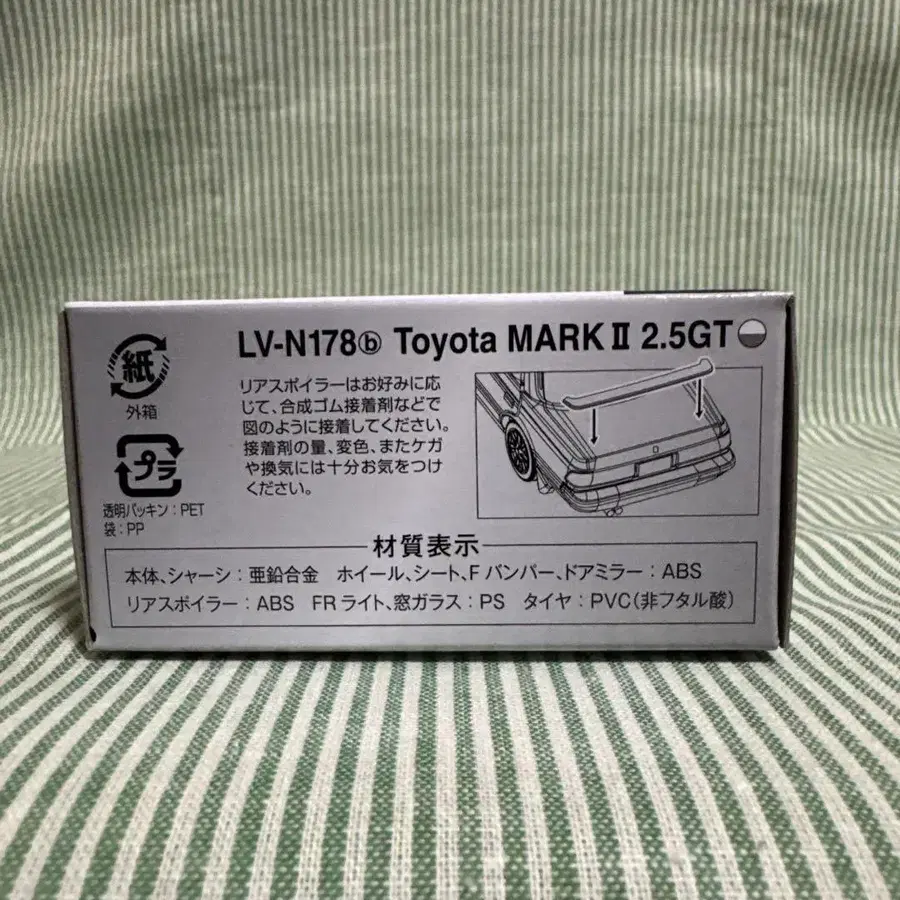 LV-N178ⓑ Toyota MARK Ⅱ 2.5GT
紙
外箱
プラ
透明パッキン:PET
袋:PP
リアスポイラーはお好みに応
じて、合成ゴム接着剤などで
図のように接着してください。
接着剤の量、変色、またケガ
や換気には十分お気をつけ
ください。
材質表示
本体、シャーシ:亜鉛合金 ホイール、シート、Fバンパー、ドアミラー:ABS
リアスポイラー:ABS FRライト、窓ガラス:PS タイヤ:PVC(非フタル酸)